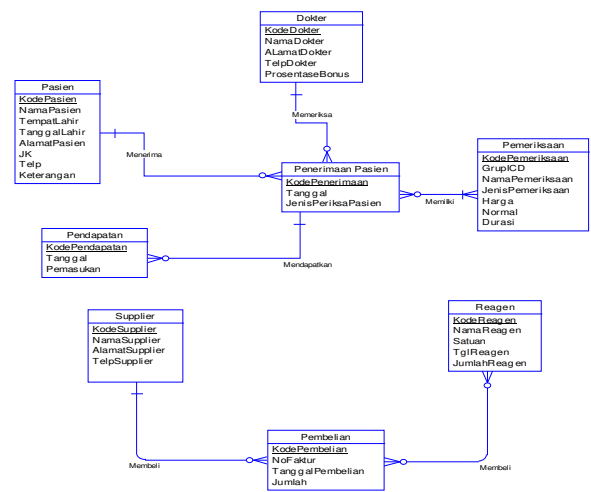 Dokter
KodeDokter
NamaDokter
ALamatDokter
TelpDokter
ProsentaseBonus
Memeriksa
Pasien
KodePasien
NamaPasien
TempatLahir
TanggalLahir
AlamatPasien
JK
Telp
Keterangan
Menerima
Penerimaan Pasien
KodePenerimaan
Tanggal
JenisPeriksaPasien
Memiliki
Pemeriksaan
KodePemeriksaan
GrupICD
NamaPemeriksaan
JenisPemeriksaan
Harga
Normal
Durasi
Pendapatan
KodePendapatan
Tanggal
Pemasukan
Mendapatkan
Supplier
KodeSupplier
NamaSupplier
AlamatSupplier
TelpSupplier
Membeli
Reagen
KodeReagen
NamaReagen
Satuan
TglReagen
JumlahReagen
Pembelian
KodePembelian
NoFaktur
TanggalPembelian
Jumlah
Membeli